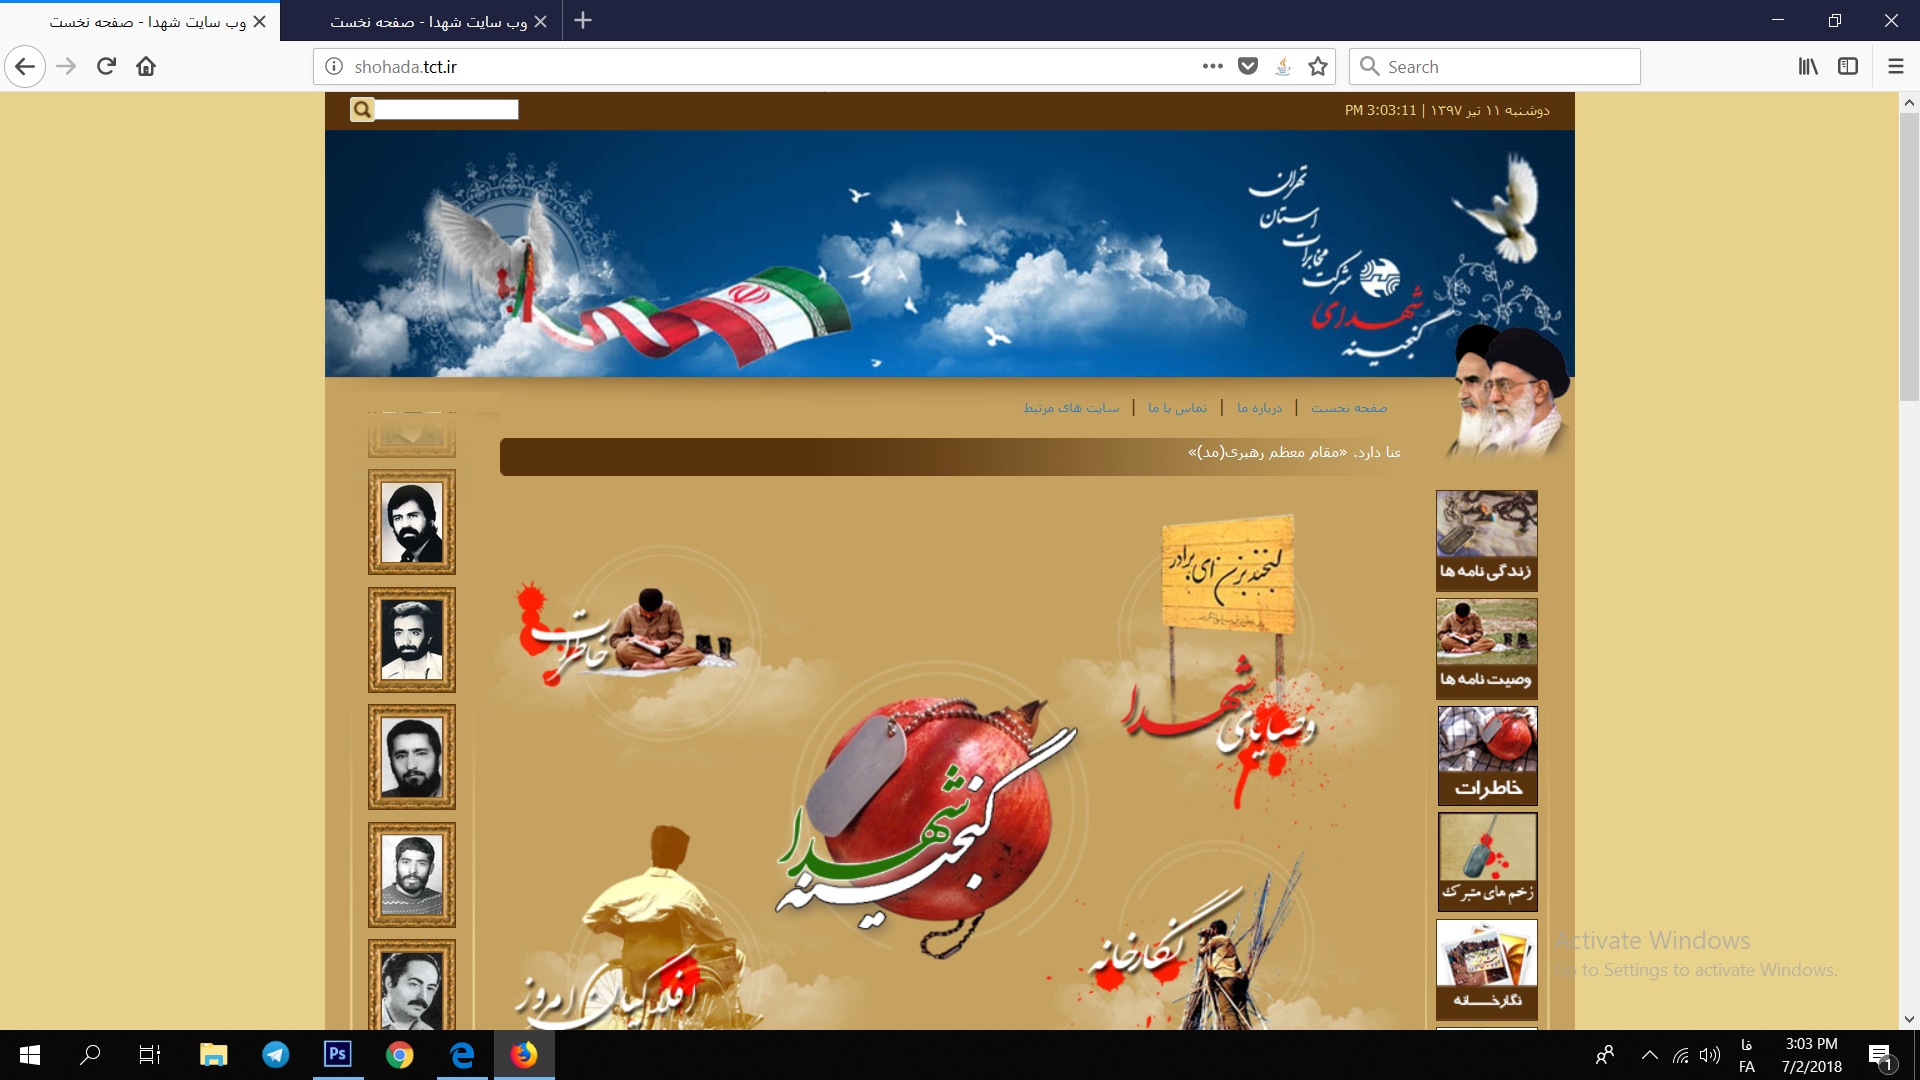 وب سایت شهدا - صفحه نخست
وب سایت شهدا - صفحه نخست
shohada.tct.ir
Search
دوشنبه ۱۱ تیر ۱۳۹۷ | 3:03:11 PM
تهران
استان
مخابرات
شرکت
شهدای
گنجینه
صفحه نخست | درباره ما | تماس با ما | سایت های مرتبط
عنا دارد. «مقام معظم رهبری(مد)»
لبخند بزن ای برادر
خاطرات
وصایای شهدا
گنجینه شهدا
نگارخانه
افلاکیان امروز
زندگی نامه ها
وصیت نامه ها
خاطرات
زخم های متبرک
نگارخـــانه
Activate Windows
Go to Settings to activate Windows.
Ps
فا
FA
3:03 PM
7/2/2018
1